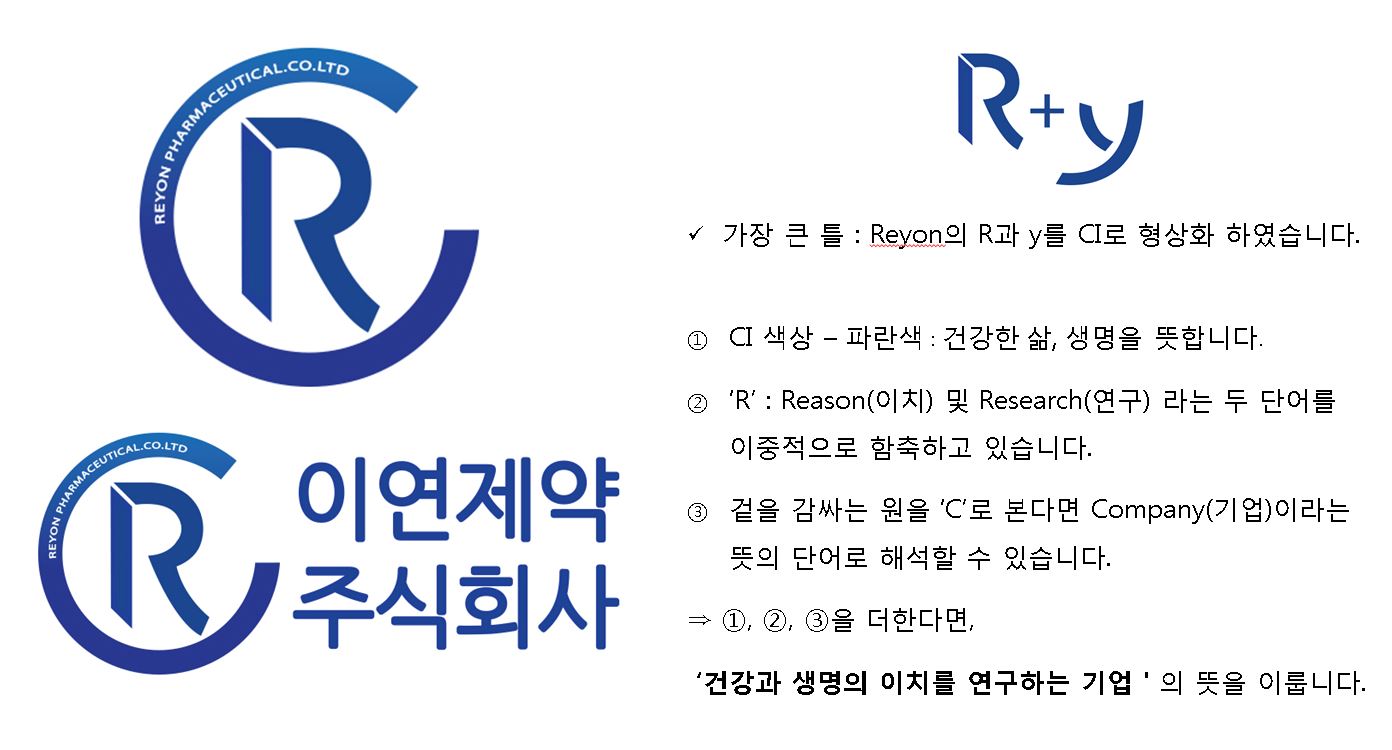 REYON PHARMACEUTICAL.CO.LTD
R
REYON PHARMACEUTICAL.CO.LTD
R
이연제약
주식회사
R+y
✓ 가장 큰 틀 : Reyon의 R과 y를 CI로 형상화 하였습니다.
① CI 색상 – 파란색 : 건강한 삶, 생명을 뜻합니다.
② ‘R’ : Reason(이치) 및 Research(연구) 라는 두 단어를
이중적으로 함축하고 있습니다.
③ 겉을 감싸는 원을 ‘C’로 본다면 Company(기업)이라는
뜻의 단어로 해석할 수 있습니다.
⇒ ①, ②, ③을 더한다면,
‘건강과 생명의 이치를 연구하는 기업 ' 의 뜻을 이룹니다.